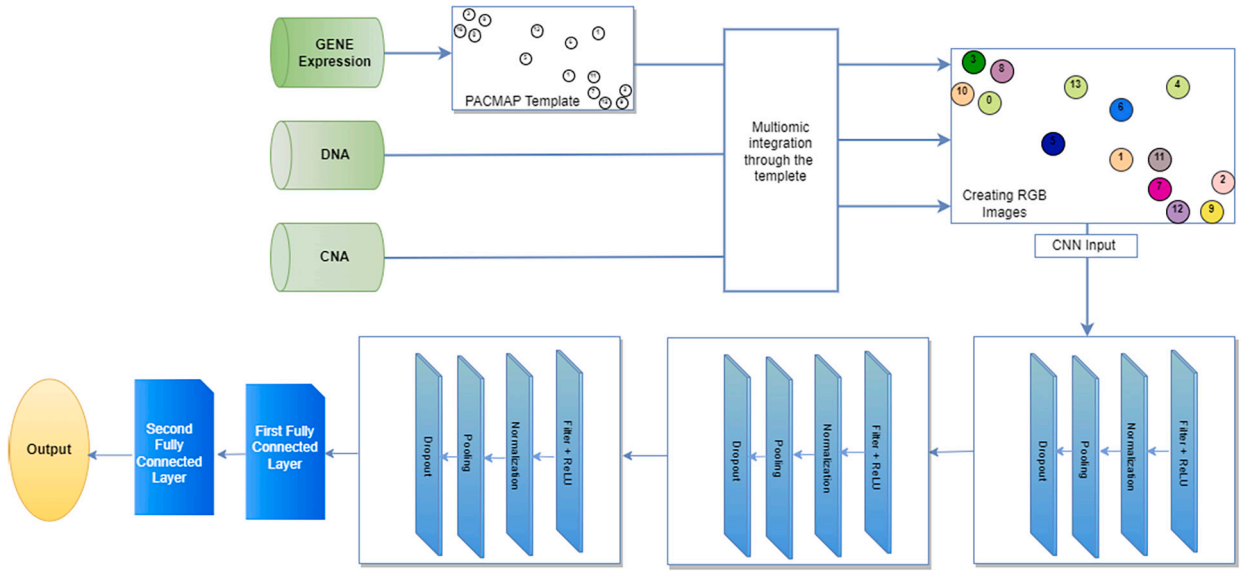 GENE
Expression
PACMAP Template
DNA
CNA
Multiomic
integration
through the
templete
3
8
10
0
13
4
6
5
1
11
7
2
12
9
Creating RGB
Images
CNN Input
Filter + ReLU
Normalization
Pooling
Dropout
Filter + ReLU
Normalization
Pooling
Dropout
Filter + ReLU
Normalization
Pooling
Dropout
First Fully
Connected
Layer
Second
Fully
Connected
Layer
Output